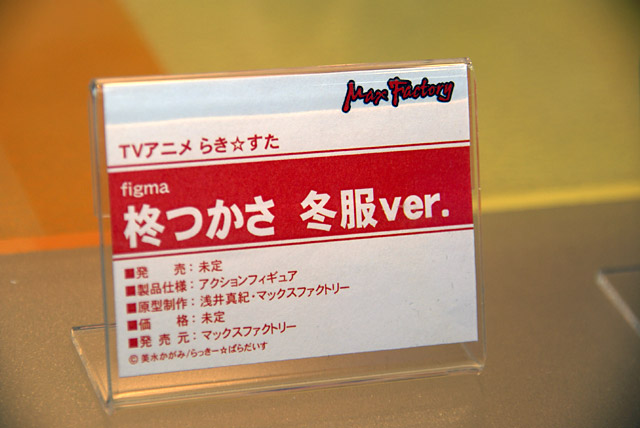 Max Factory
TVアニメ らき☆すた
figma
柊つかさ 冬服ver.
■発　　売：未定
■製品仕様：アクションフィギュア
■原型制作：浅井真紀・マックスファクトリー
■価　　格：未定
■発 売 元：マックスファクトリー
©美水かがみ/らっきー☆ぱらだいす